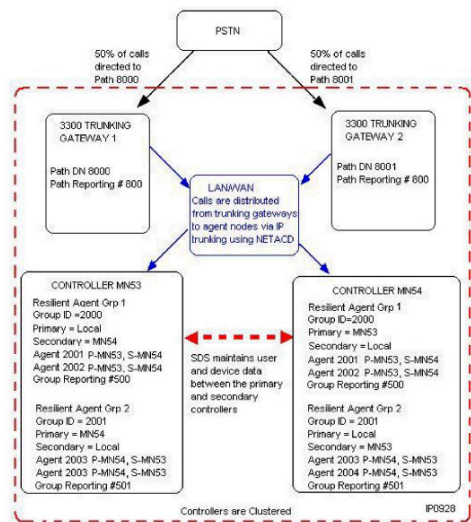 PSTN
50% of calls
directed to
Path 8000
50% of calls
directed to
Path 8001
3300 TRUNKING
GATEWAY 1
Path DN 8000
Path Reporting # 800
3300 TRUNKING
GATEWAY 2
Path DN 8001
Path Reporting # 800
LAN/WAN
Calls are distributed
from trunking gateways
to agent nodes via IP
trunking using NETACD
CONTROLLER MN53
Resilient Agent Grp 1
Group ID =2000
Primary = Local
Secondary = MN54
Agent 2001 P-MN53, S-MN54
Agent 2002 P-MN53, S-MN54
Group Reporting #500
Resilient Agent Grp 2
Group ID = 2001
Primary = MN54
Secondary = Local
Agent 2003 P-MN54, S-MN53
Agent 2003 P-MN54, S-MN53
Group Reporting #501
SDS maintains user
and device data
between the primary
and secondary
controllers
CONTROLLER MN54
Resilient Agent Grp 1
Group ID=2000
Primary = MN53
Secondary = Local
Agent 2001 P-MN53, S-MN54
Agent 2002 P-MN53, S-MN54
Group Reporting #500
Resilient Agent Grp 2
Group ID = 2001
Primary = Local
Secondary = MN53
Agent 2003 P-MN54, S-MN53
Agent 2004 P-MN54, S-MN53
Group Reporting #501
Controllers are Clustered
IP0928